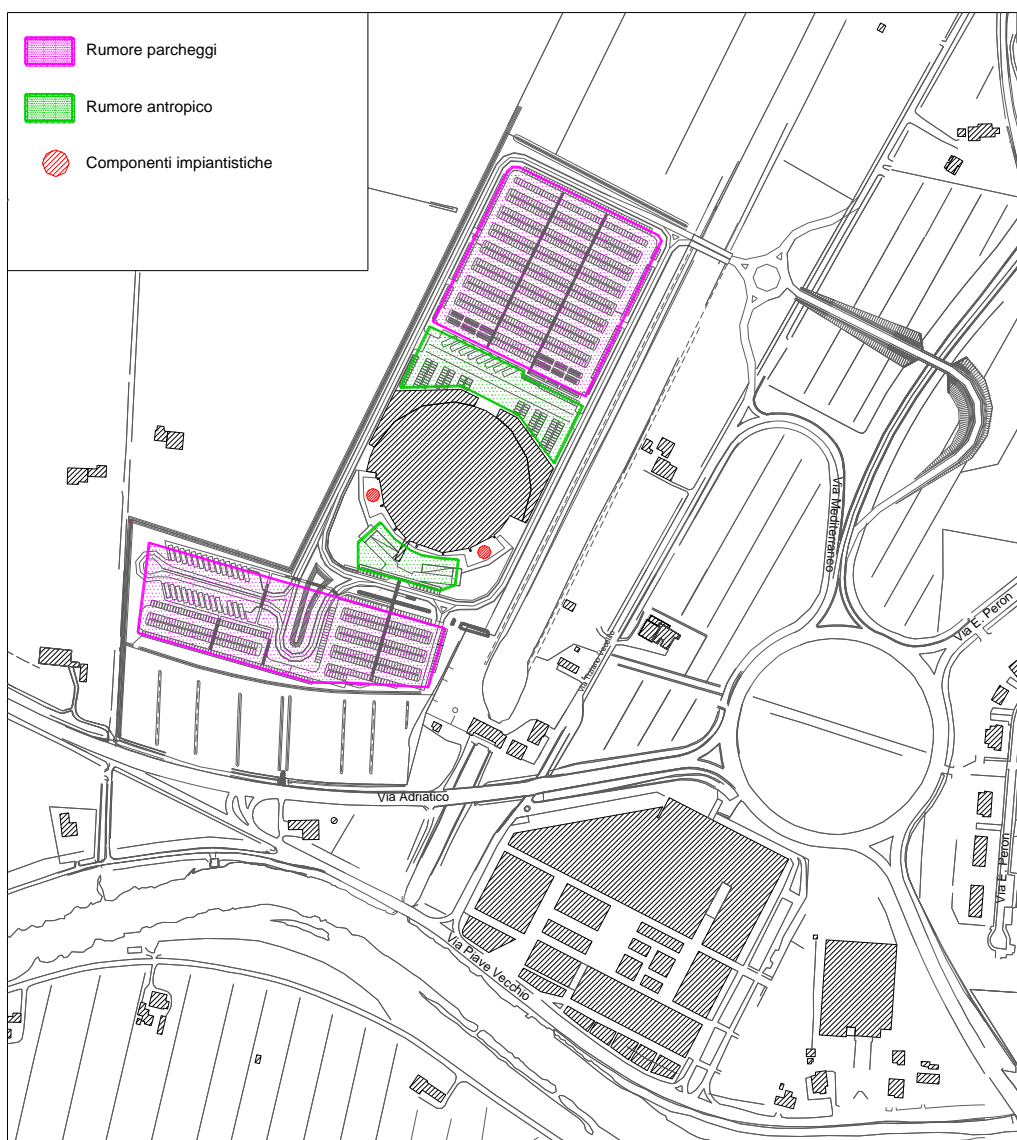 Rumore parcheggi
Rumore antropico
Componenti impiantistiche
Via Mediterraneo
Via E. Peron
Via Adriatico
Via E. Peron
Via Piave Vecchio